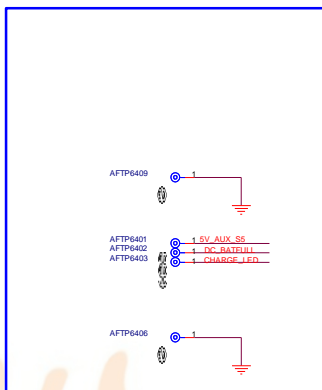 AFTP6409 1
AFTP6401 1 5V_AUX_S5
AFTP6402 1 DC_BATFULL
AFTP6403 1 CHARGE_LED
AFTP6406 1